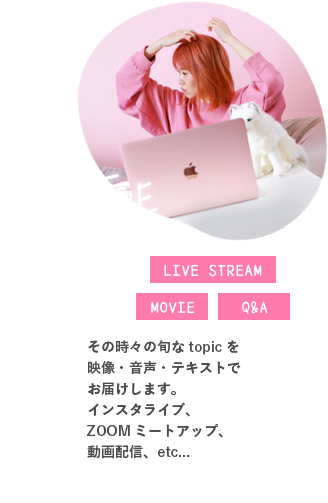 LIVE STREAM
MOVIE
Q&A
その時々の旬な topic を
映像・音声・テキストで
お届けします。
インスタライブ、
ZOOM ミートアップ、
動画配信、etc...